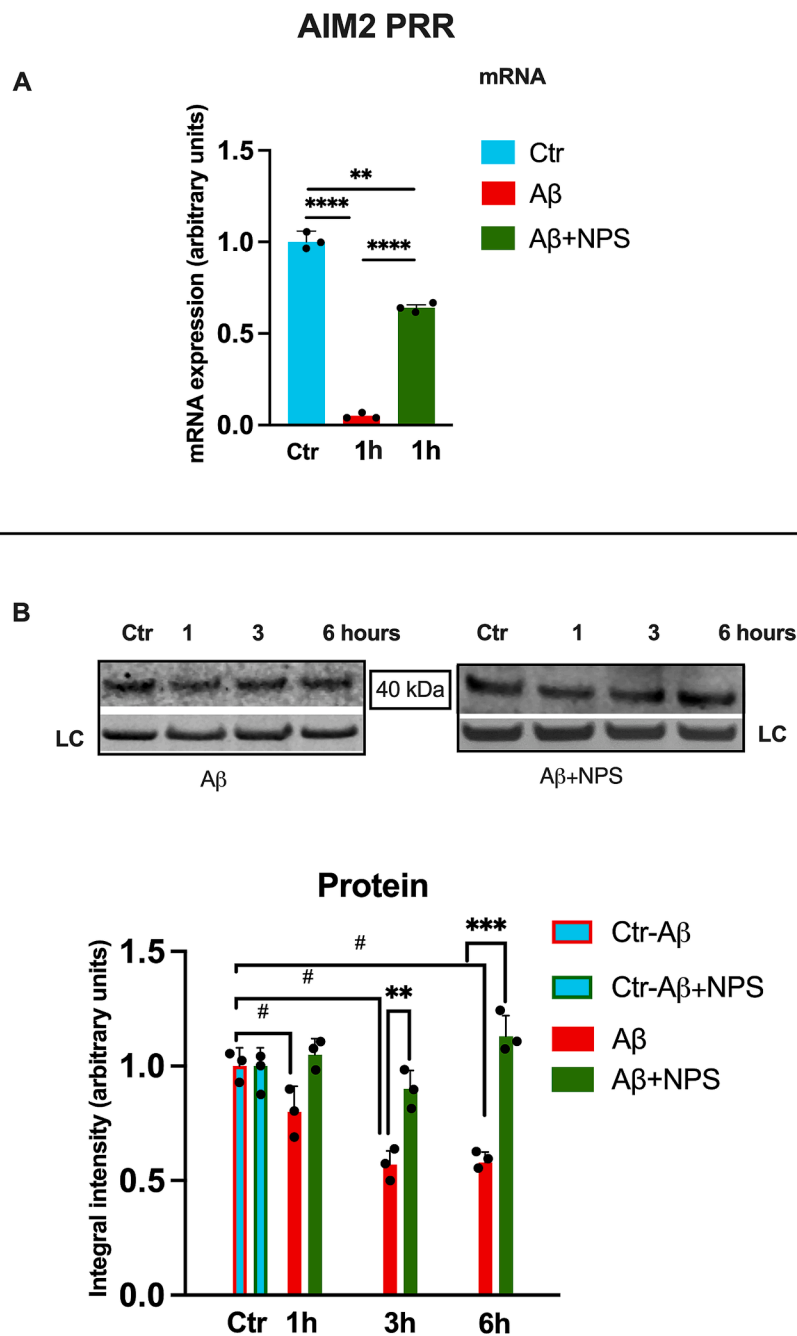 AIM2 PRR
A
mRNA
mRNA expression (arbitrary units)
1.5
1.0
0.5
0.0
**
****
****
Ctr
1h
1h
Ctr
Aβ
Aβ+NPS
B
Ctr 1 3 6 hours
Ctr 1 3 6 hours
40 kDa
LC
LC
Aβ
Aβ+NPS
Protein
Integral intensity (arbitrary units)
1.5
1.0
0.5
0.0
#
#
#
**
***
Ctr
1h
3h
6h
Ctr-Aβ
Ctr-Aβ+NPS
Aβ
Aβ+NPS